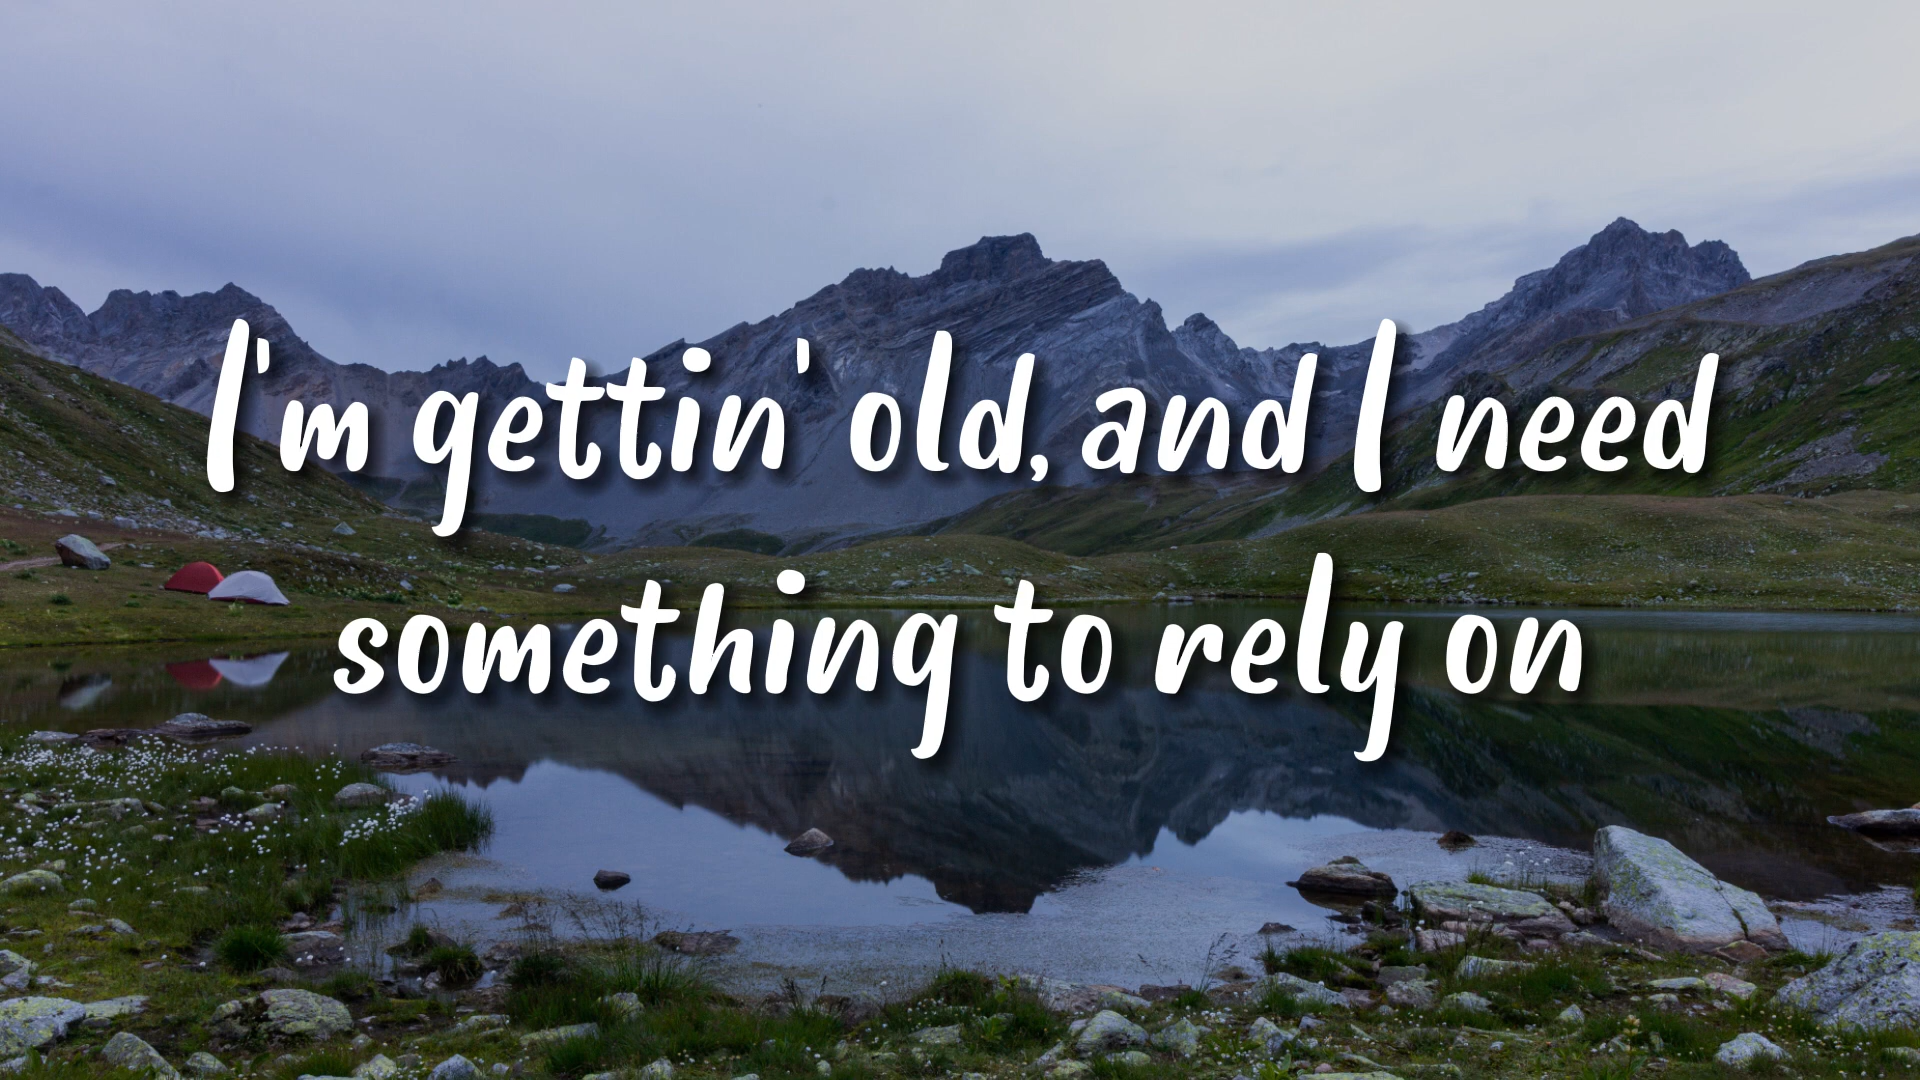 I'm gettin' old, and I need
something to rely on